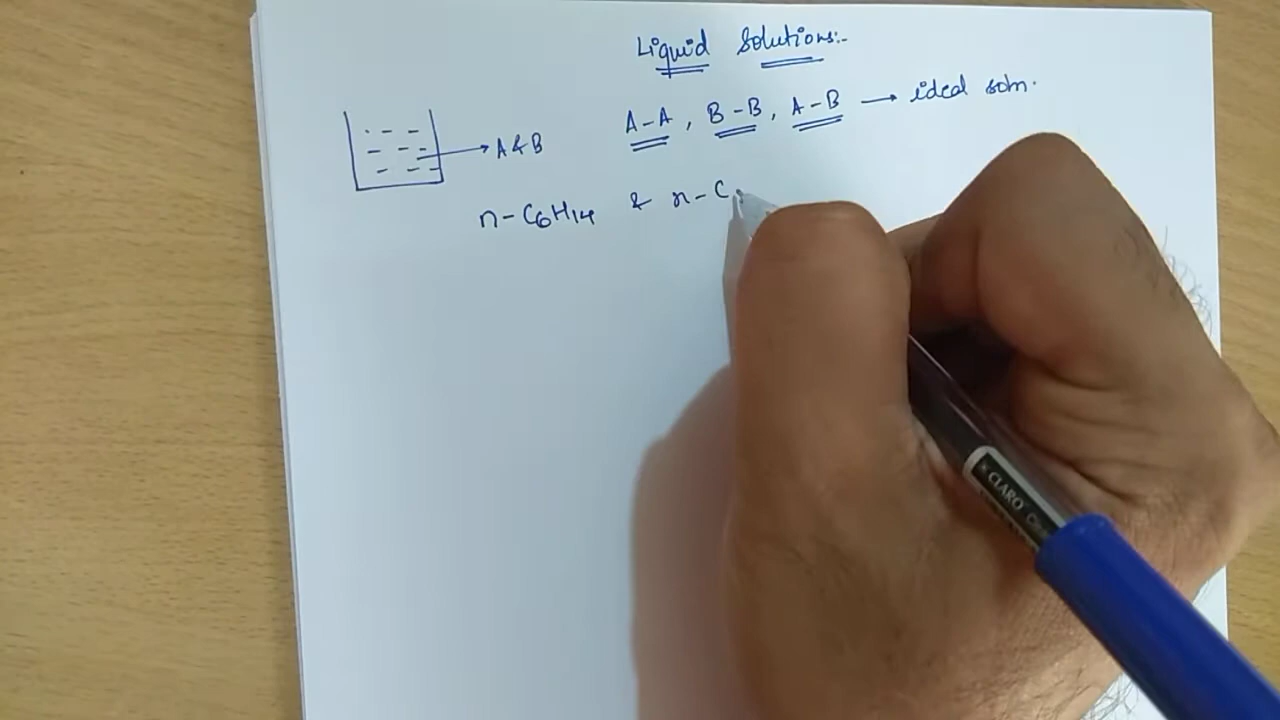 Liquid Solutions:-
A-A, B-B, A-B → ideal soln.
A & B
n-C6H14 & n-C
CLARO